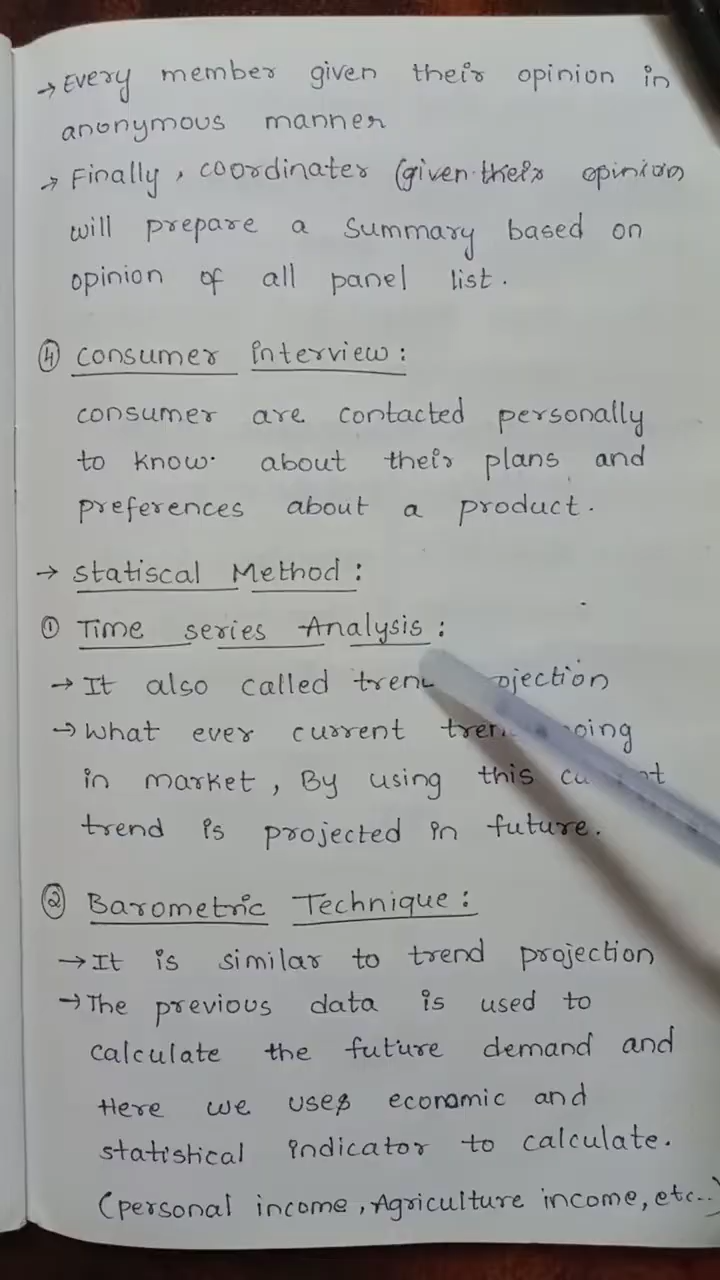 → Every member given their opinion in
anonymous manner
→ Finally, coordinater (given their opinion
will prepare a summary based on
opinion of all panel list.
④ consumer interview:
consumer are contacted personally
to know about their plans and
preferences about a product.
→ Statiscal Method:
① Time series Analysis:
→ It also called
→ What ever current
in market, By using this
trend is projected in future.
② Barometric Technique:
→ It is similar to trend projection
→ The previous data is used to
calculate the future demand and
Here we uses economic and
statistical indicator to calculate.
(personal income, Agriculture income, etc..)